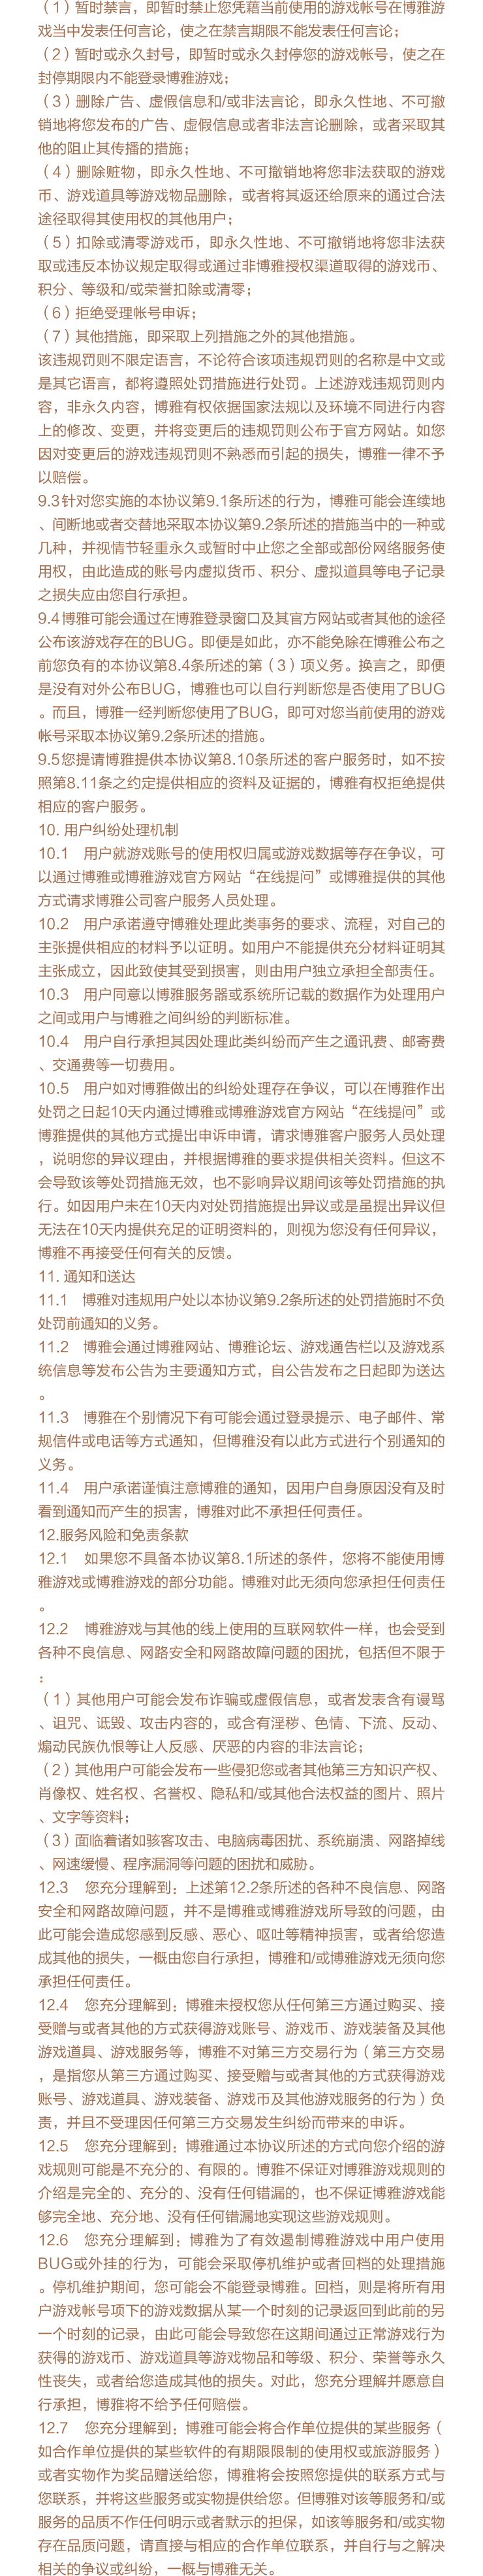 （1）暂时禁言，即暂时禁止您凭藉当前使用的游戏帐号在博雅游
戏当中发表任何言论，使之在禁言期限不能发表任何言论；
（2）暂时或永久封号，即暂时或永久封停您的游戏帐号，使之在
封停期限内不能登录博雅游戏；
（3）删除广告、虚假信息和/或非法言论，即永久性地、不可撤
销地将您发布的广告、虚假信息或者非法言论删除，或者采取其
他的阻止其传播的措施；
（4）删除赃物，即永久性地、不可撤销地将您非法获取的游戏
币、游戏道具等游戏物品删除，或者将其返还给原来的通过合法
途径取得其使用权的其他用户；
（5）扣除或清零游戏币，即永久性地、不可撤销地将您非法获
取或违反本协议规定取得或通过非博雅授权渠道取得的游戏币、
积分、等级和/或荣誉扣除或清零；
（6）拒绝受理帐号申诉；
（7）其他措施，即采取上列措施之外的其他措施。
该违规罚则不限定语言，不论符合该项违规罚则的名称是中文或
是其它语言，都将遵照处罚措施进行处罚。上述游戏违规罚则内
容，非永久内容，博雅有权依据国家法规以及环境不同进行内容
上的修改、变更，并将变更后的违规罚则公布于官方网站。如您
因对变更后的游戏违规罚则不熟悉而引起的损失，博雅一律不予
以赔偿。
9.3针对您实施的本协议第9.1条所述的行为，博雅可能会连续地
、间断地或者交替地采取本协议第9.2条所述的措施当中的一种或
几种，并视情节轻重永久或暂时中止您之全部或部份网络服务使
用权，由此造成的账号内虚拟货币、积分、虚拟道具等电子记录
之损失应由您自行承担。
9.4博雅可能会通过在博雅登录窗口及其官方网站或者其他的途径
公布该游戏存在的BUG。即便是如此，亦不能免除在博雅公布之
前您负有的本协议第8.4条所述的第（3）项义务。换言之，即便
是没有对外公布BUG，博雅也可以自行判断您是否使用了BUG
。而且，博雅一经判断您使用了BUG，即可对您当前使用的游戏
帐号采取本协议第9.2条所述的措施。
9.5您提请博雅提供本协议第8.10条所述的客户服务时，如不按
照第8.11条之约定提供相应的资料及证据的，博雅有权拒绝提供
相应的客户服务。
10. 用户纠纷处理机制
10.1　用户就游戏账号的使用权归属或游戏数据等存在争议，可
以通过博雅或博雅游戏官方网站“在线提问”或博雅提供的其他
方式请求博雅公司客户服务人员处理。
10.2　用户承诺遵守博雅处理此类事务的要求、流程，对自己的
主张提供相应的材料予以证明。如用户不能提供充分材料证明其
主张成立，因此致使其受到损害，则由用户独立承担全部责任。
10.3　用户同意以博雅服务器或系统所记载的数据作为处理用户
之间或用户与博雅之间纠纷的判断标准。
10.4　用户自行承担其因处理此类纠纷而产生之通讯费、邮寄费
、交通费等一切费用。
10.5　用户如对博雅做出的纠纷处理存在争议，可以在博雅作出
处罚之日起10天内通过博雅或博雅游戏官方网站“在线提问”或
博雅提供的其他方式提出申诉申请，请求博雅客户服务人员处理
，说明您的异议理由，并根据博雅的要求提供相关资料。但这不
会导致该等处罚措施无效，也不影响异议期间该等处罚措施的执
行。如因用户未在10天内对处罚措施提出异议或是虽提出异议但
无法在10天内提供充足的证明资料的，则视为您没有任何异议，
博雅不再接受任何有关的反馈。
11. 通知和送达
11.1　博雅对违规用户处以本协议第9.2条所述的处罚措施时不负
处罚前通知的义务。
11.2　博雅会通过博雅网站、博雅论坛、游戏通告栏以及游戏系
统信息等发布公告为主要通知方式，自公告发布之日起即为送达
。
11.3　博雅在个别情况下有可能会通过登录提示、电子邮件、常
规信件或电话等方式通知，但博雅没有以此方式进行个别通知的
义务。
11.4　用户承诺谨慎注意博雅的通知，因用户自身原因没有及时
看到通知而产生的损害，博雅对此不承担任何责任。
12.服务风险和免责条款
12.1　如果您不具备本协议第8.1所述的条件，您将不能使用博
雅游戏或博雅游戏的部分功能。博雅对此无须向您承担任何责任
。
12.2　博雅游戏与其他的线上使用的互联网软件一样，也会受到
各种不良信息、网路安全和网路故障问题的困扰，包括但不限于
：
（1）其他用户可能会发布诈骗或虚假信息，或者发表含有谩骂
、诅咒、诋毁、攻击内容的，或含有淫秽、色情、下流、反动、
煽动民族仇恨等让人反感、厌恶的内容的非法言论；
（2）其他用户可能会发布一些侵犯您或者其他第三方知识产权、
肖像权、姓名权、名誉权、隐私和/或其他合法权益的图片、照片
、文字等资料；
（3）面临着诸如骇客攻击、电脑病毒困扰、系统崩溃、网路掉线
、网速缓慢、程序漏洞等问题的困扰和威胁。
12.3　您充分理解到：上述第12.2条所述的各种不良信息、网路
安全和网路故障问题，并不是博雅或博雅游戏所导致的问题，由
此可能会造成您感到反感、恶心、呕吐等精神损害，或者给您造
成其他的损失，一概由您自行承担，博雅和/或博雅游戏无须向您
承担任何责任。
12.4　您充分理解到：博雅未授权您从任何第三方通过购买、接
受赠与或者其他的方式获得游戏账号、游戏币、游戏装备及其他
游戏道具、游戏服务等，博雅不对第三方交易行为（第三方交易
，是指您从第三方通过购买、接受赠与或者其他的方式获得游戏
账号、游戏道具、游戏装备、游戏币及其他游戏服务的行为）负
责，并且不受理因任何第三方交易发生纠纷而带来的申诉。
12.5　您充分理解到：博雅通过本协议所述的方式向您介绍的游
戏规则可能是不充分的、有限的。博雅不保证对博雅游戏规则的
介绍是完全的、充分的、没有任何错漏的，也不保证博雅游戏能
够完全地、充分地、没有任何错漏地实现这些游戏规则。
12.6　您充分理解到：博雅为了有效遏制博雅游戏中用户使用
BUG或外挂的行为，可能会采取停机维护或者回档的处理措施
。停机维护期间，您可能会不能登录博雅。回档，则是将所有用
户游戏帐号项下的游戏数据从某一个时刻的记录返回到此前的另
一个时刻的记录，由此可能会导致您在这期间通过正常游戏行为
获得的游戏币、游戏道具等游戏物品和等级、积分、荣誉等永久
性丧失，或者给您造成其他的损失。对此，您充分理解并愿意自
行承担，博雅将不给予任何赔偿。
12.7　您充分理解到：博雅可能会将合作单位提供的某些服务（
如合作单位提供的某些软件的有期限限制的使用权或旅游服务）
或者实物作为奖品赠送给您，博雅将会按照您提供的联系方式与
您联系，并将这些服务或实物提供给您。但博雅对该等服务和/或
服务的品质不作任何明示或者默示的担保，如该等服务和/或实物
存在品质问题，请直接与相应的合作单位联系，并自行与之解决
相关的争议或纠纷，一概与博雅无关。